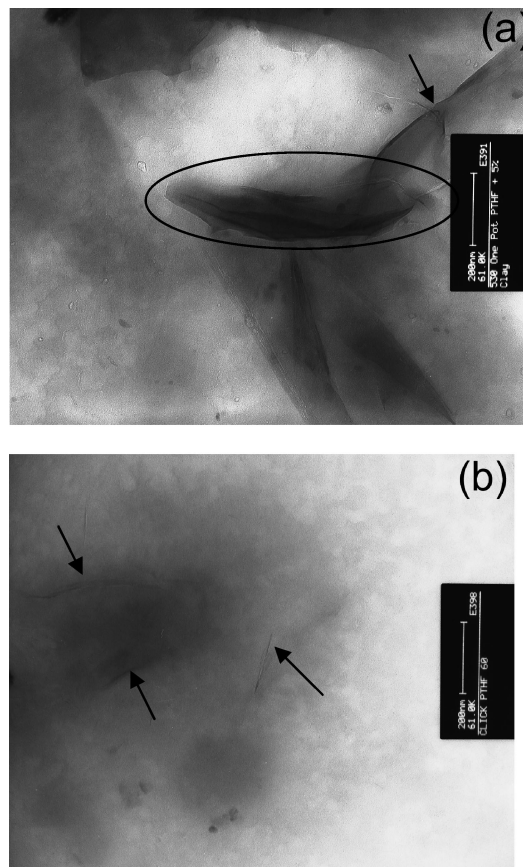 (a)
E391
200nm
61.0K
530 One Pot PTHF + 5%
Clay
(b)
E398
200nm
61.0K
CLICK PTHF 60